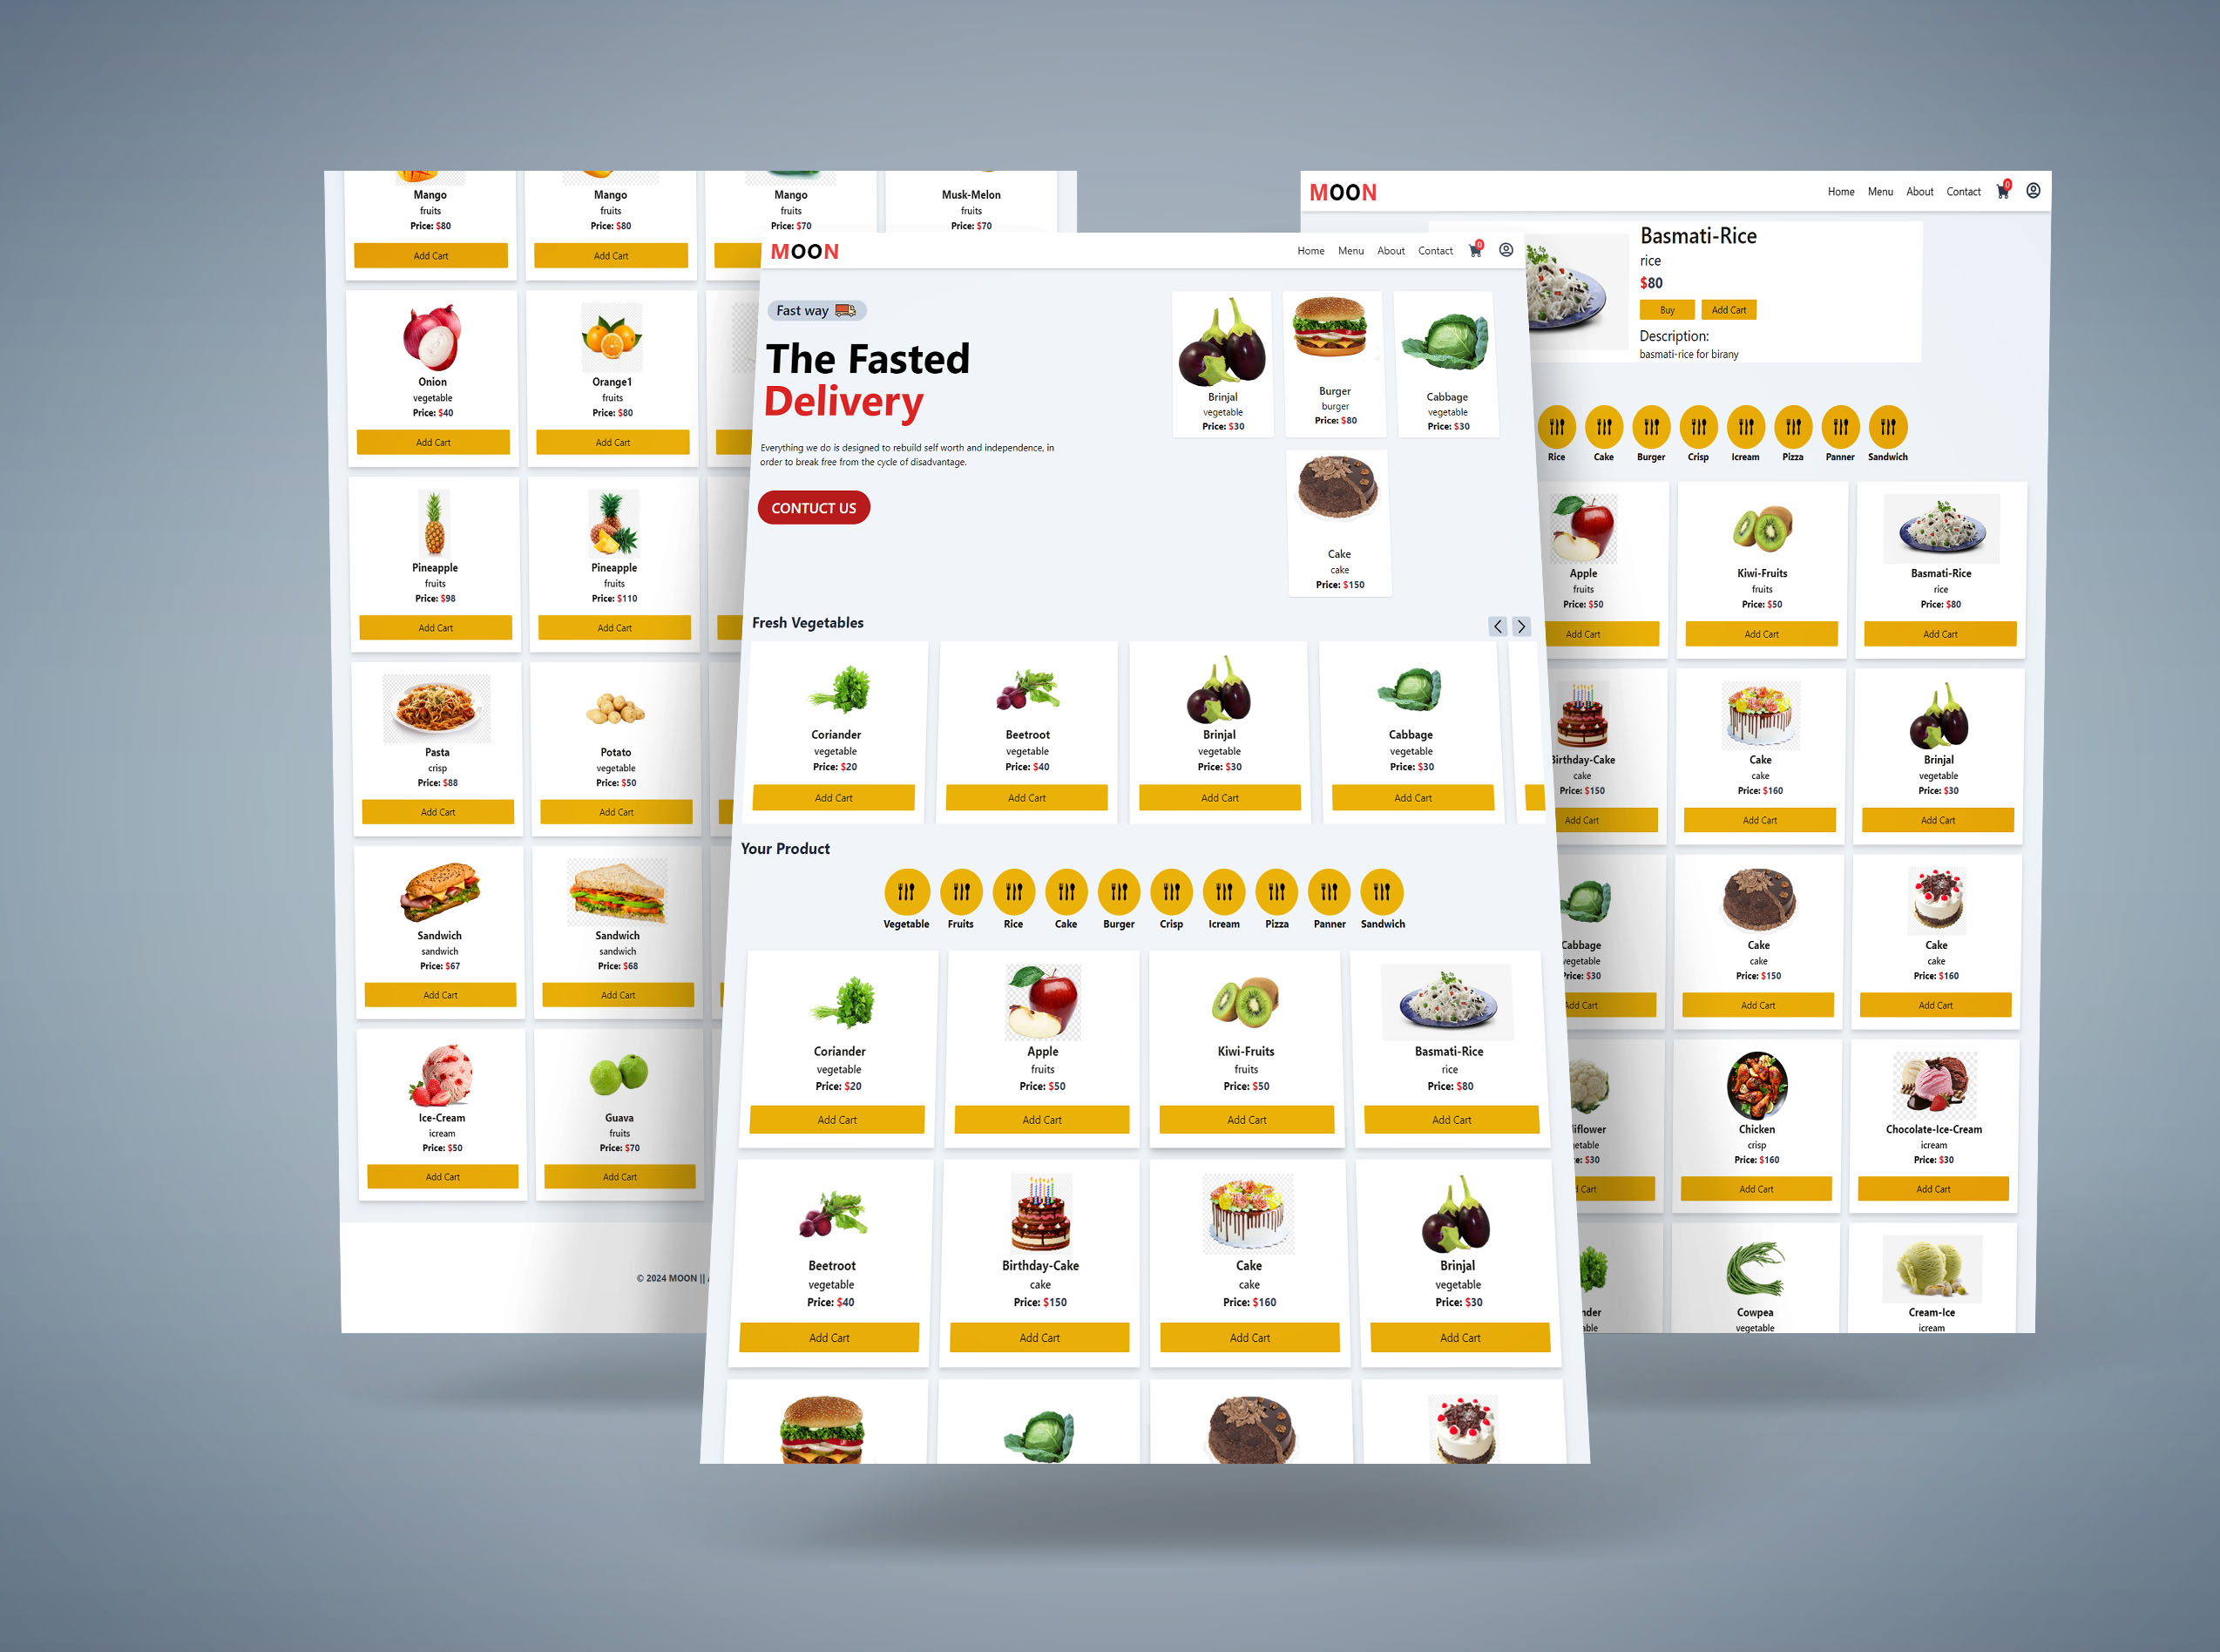 Mango
fruits
Price: $80
Add Cart
Mango
fruits
Price: $80
Add Cart
Mango
fruits
Price: $70
Musk-Melon
fruits
Price: $70
Onion
vegetable
Price: $40
Add Cart
Orange1
fruits
Price: $80
Add Cart
Pineapple
fruits
Price: $98
Add Cart
Pineapple
fruits
Price: $110
Add Cart
Pasta
crisp
Price: $88
Add Cart
Potato
vegetable
Price: $50
Add Cart
Sandwich
sandwich
Price: $67
Add Cart
Sandwich
sandwich
Price: $68
Add Cart
Ice-Cream
icream
Price: $50
Add Cart
Guava
fruits
Price: $70
Add Cart
© 2024 MOON ||
MOON
Home Menu About Contact 0
Fast way
The Fasted
Delivery
Everything we do is designed to rebuild self worth and independence, in
order to break free from the cycle of disadvantage.
CONTUCT US
Brinjal
vegetable
Price: $30
Burger
burger
Price: $80
Cabbage
vegetable
Price: $30
Cake
cake
Price: $150
Fresh Vegetables
Coriander
vegetable
Price: $20
Add Cart
Beetroot
vegetable
Price: $40
Add Cart
Brinjal
vegetable
Price: $30
Add Cart
Cabbage
vegetable
Price: $30
Add Cart
Your Product
Vegetable Fruits Rice Cake Burger Crisp Icream Pizza Panner Sandwich
Coriander
vegetable
Price: $20
Add Cart
Apple
fruits
Price: $50
Add Cart
Kiwi-Fruits
fruits
Price: $50
Add Cart
Basmati-Rice
rice
Price: $80
Add Cart
Beetroot
vegetable
Price: $40
Add Cart
Birthday-Cake
cake
Price: $150
Add Cart
Cake
cake
Price: $160
Add Cart
Brinjal
vegetable
Price: $30
Add Cart
MOON
Home Menu About Contact 0
Basmati-Rice
rice
$80
Buy Add Cart
Description:
basmati-rice for birany
Rice Cake Burger Crisp Icream Pizza Panner Sandwich
Apple
fruits
Price: $50
Add Cart
Kiwi-Fruits
fruits
Price: $50
Add Cart
Basmati-Rice
rice
Price: $80
Add Cart
Birthday-Cake
cake
Price: $150
Add Cart
Cake
cake
Price: $160
Add Cart
Brinjal
vegetable
Price: $30
Add Cart
Cabbage
vegetable
Price: $30
Add Cart
Cake
cake
Price: $150
Add Cart
Cake
cake
Price: $160
Add Cart
$30
Cart
Chicken
crisp
Price: $160
Add Cart
Chocolate-Ice-Cream
icream
Price: $30
Add Cart
Cowpea
vegetable
Cream-Ice
icream